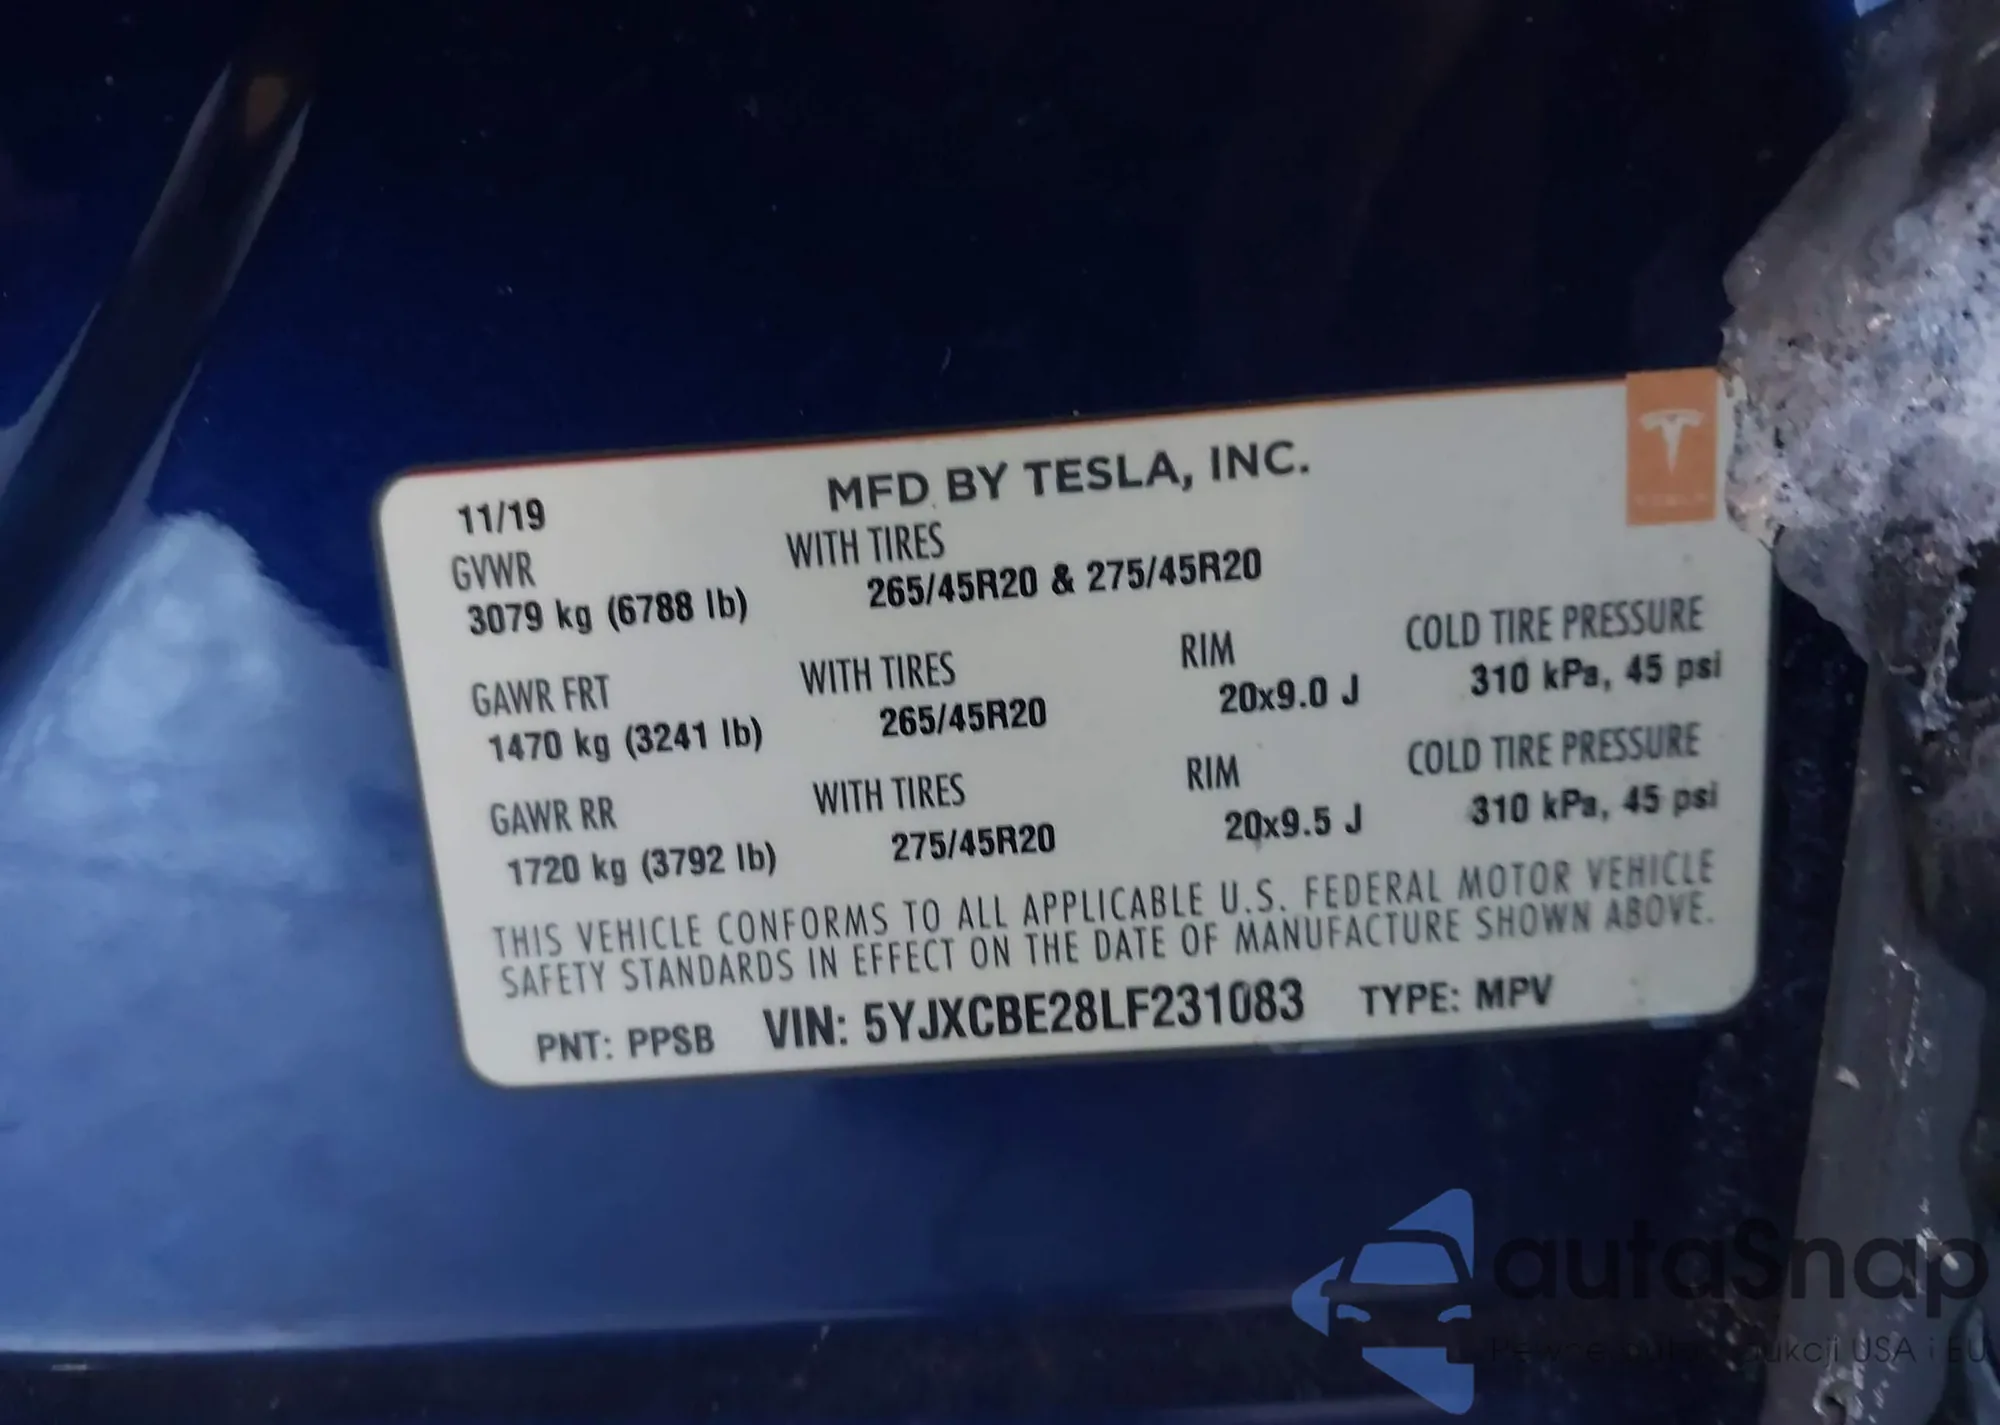 11/19 MFD BY TESLA, INC.
GVWR WITH TIRES
3079 kg (6788 lb) 265/45R20 & 275/45R20
GAWR FRT WITH TIRES RIM COLD TIRE PRESSURE
1470 kg (3241 lb) 265/45R20 20x9.0 J 310 kPa, 45 psi
GAWR RR WITH TIRES RIM COLD TIRE PRESSURE
1720 kg (3792 lb) 275/45R20 20x9.5 J 310 kPa, 45 psi
THIS VEHICLE CONFORMS TO ALL APPLICABLE U.S. FEDERAL MOTOR VEHICLE
SAFETY STANDARDS IN EFFECT ON THE DATE OF MANUFACTURE SHOWN ABOVE.
PNT: PPSB VIN: 5YJXCBE28LF231083 TYPE: MPV
autaSnap
USA i EU